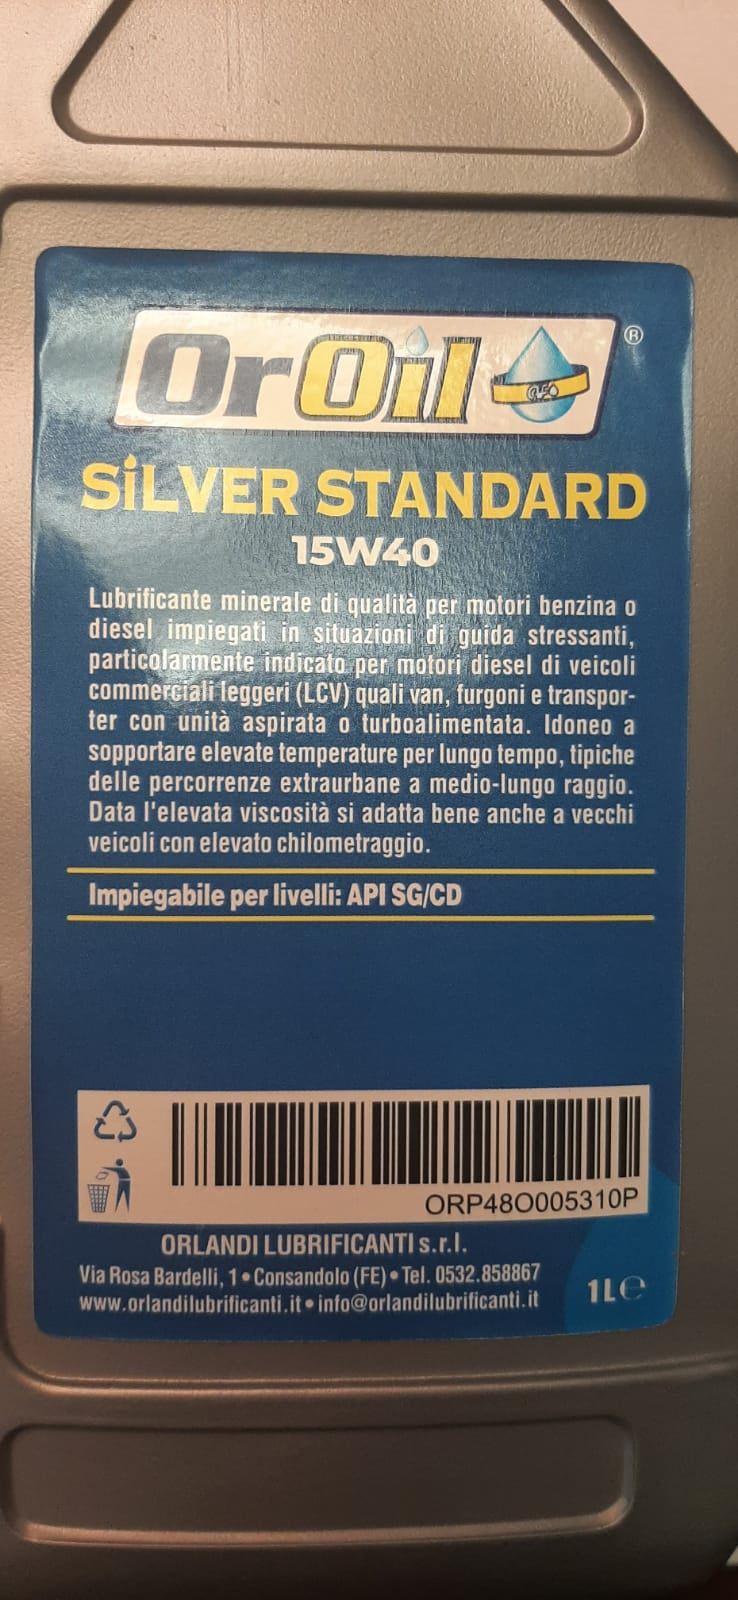 OrOil ®
SiLVER STANDARD
15W40
Lubrificante minerale di qualità per motori benzina o
diesel impiegati in situazioni di guida stressanti,
particolarmente indicato per motori diesel di veicoli
commerciali leggeri (LCV) quali van, furgoni e transpor-
ter con unità aspirata o turboalimentata. Idoneo a
sopportare elevate temperature per lungo tempo, tipiche
delle percorrenze extraurbane a medio-lungo raggio.
Data l'elevata viscosità si adatta bene anche a vecchi
veicoli con elevato chilometraggio.
Impiegabile per livelli: API SG/CD
ORP48O005310P
ORLANDI LUBRIFICANTI s.r.l.
Via Rosa Bardelli, 1 • Consandolo (FE) • Tel. 0532.858867
www.orlandilubrificanti.it • info@orlandilubrificanti.it
1L℮